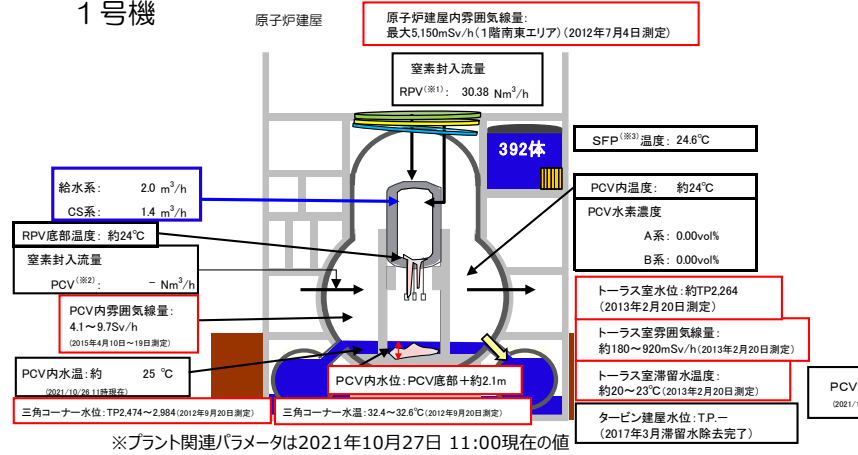 １号機
原子炉建屋
原子炉建屋内雰囲気線量:
最大5,150mSv/h(１階南東エリア)(2012年7月4日測定)
窒素封入流量
RPV(※1): 30.38 Nm3/h
392体
SFP(※3)温度: 24.6℃
給水系: 2.0 m3/h
CS系: 1.4 m3/h
PCV内温度: 約24℃
PCV水素濃度
A系: 0.00vol%
B系: 0.00vol%
RPV底部温度: 約24℃
窒素封入流量
PCV(※2): － Nm3/h
PCV内雰囲気線量:
4.1～9.7Sv/h
(2015年4月10日～19日測定)
トーラス室水位:約TP2,264
(2013年2月20日測定)
トーラス室雰囲気線量:
約180～920mSv/h(2013年2月20日測定)
PCV内水温:約 25 ℃
(2021/10/26 11時現在)
PCV内水位:PCV底部＋約2.1m
トーラス室滞留水温度:
約20～23℃(2013年2月20日測定)
三角コーナー水位:TP2,474～2,984(2012年9月20日測定)
三角コーナー水温:32.4～32.6℃(2012年9月20日測定)
タービン建屋水位:T.P.－
(2017年3月滞留水除去完了)
PCV
(2021/1
※プラント関連パラメータは2021年10月27日 11:00現在の値